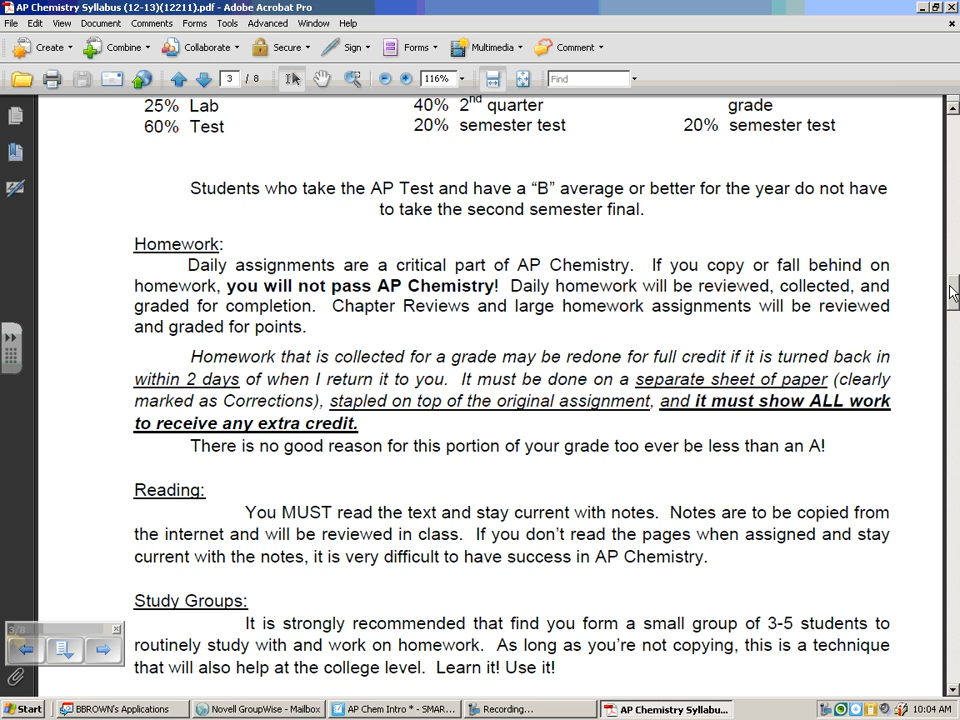 AP Chemistry Syllabus (12-13)(12211).pdf - Adobe Acrobat Pro
File Edit View Document Comments Forms Tools Advanced Window Help
Create Combine Collaborate Secure Sign Forms Multimedia Comment
3 / 8 116% Find
25% Lab 40% 2nd quarter grade
60% Test 20% semester test 20% semester test
Students who take the AP Test and have a “B” average or better for the year do not have
to take the second semester final.
Homework:
Daily assignments are a critical part of AP Chemistry. If you copy or fall behind on
homework, you will not pass AP Chemistry! Daily homework will be reviewed, collected, and
graded for completion. Chapter Reviews and large homework assignments will be reviewed
and graded for points.
Homework that is collected for a grade may be redone for full credit if it is turned back in
within 2 days of when I return it to you. It must be done on a separate sheet of paper (clearly
marked as Corrections), stapled on top of the original assignment, and it must show ALL work
to receive any extra credit.
There is no good reason for this portion of your grade too ever be less than an A!
Reading:
You MUST read the text and stay current with notes. Notes are to be copied from
the internet and will be reviewed in class. If you don’t read the pages when assigned and stay
current with the notes, it is very difficult to have success in AP Chemistry.
Study Groups:
It is strongly recommended that find you form a small group of 3-5 students to
routinely study with and work on homework. As long as you’re not copying, this is a technique
that will also help at the college level. Learn it! Use it!
3/8
Start BBROWN's Applications Novell GroupWise - Mailbox AP Chem Intro * - SMAR... Recording... AP Chemistry Syllabu... 10:04 AM